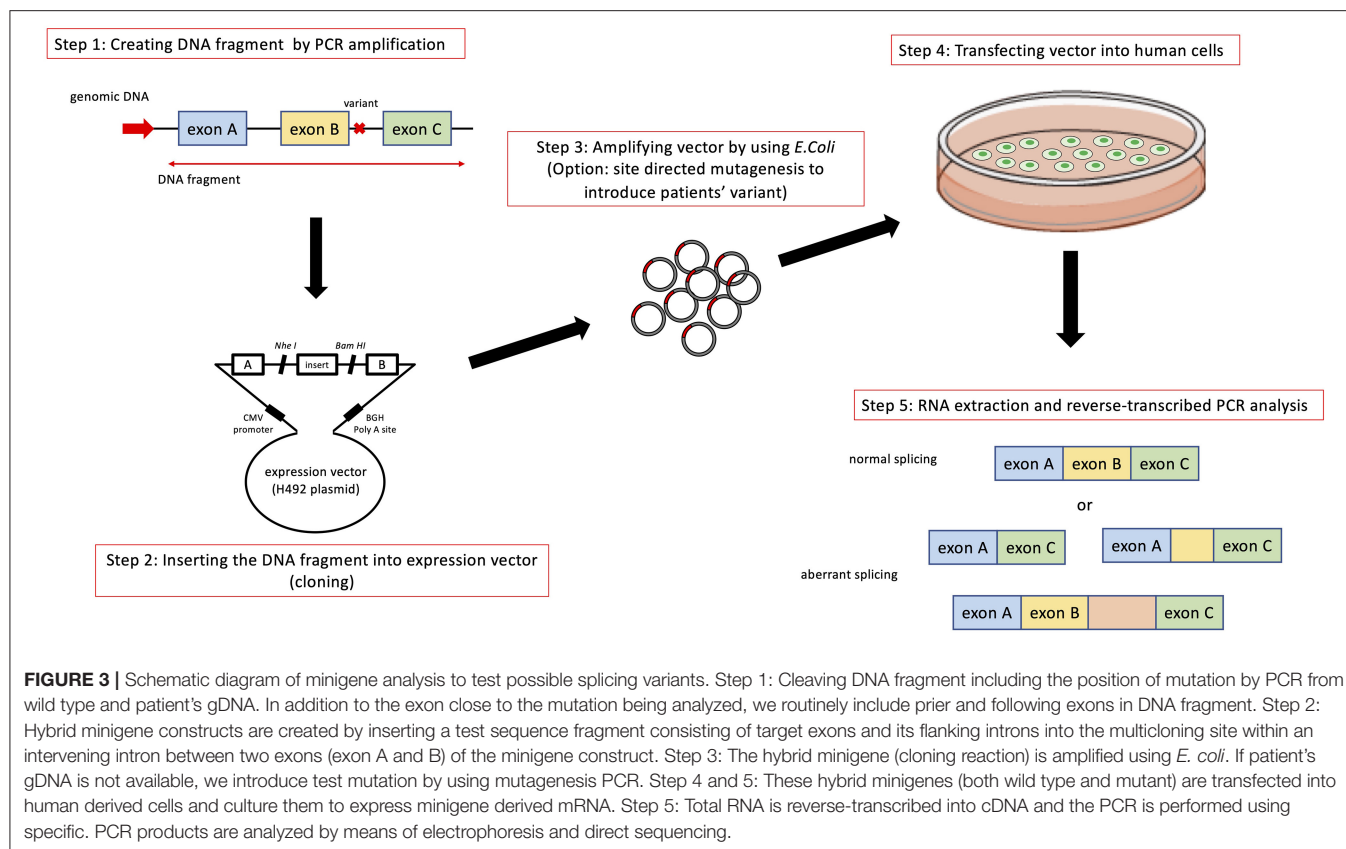 Step 1: Creating DNA fragment by PCR amplification
genomic DNA
variant
exon A
exon B
exon C
DNA fragment
Nhe I
Bam HI
A
insert
B
CMV
promoter
BGH
Poly A site
expression vector
(H492 plasmid)
Step 2: Inserting the DNA fragment into expression vector
(cloning)
Step 3: Amplifying vector by using E.Coli
(Option: site directed mutagenesis to
introduce patients' variant)
Step 4: Transfecting vector into human cells
Step 5: RNA extraction and reverse-transcribed PCR analysis
normal splicing
exon A
exon B
exon C
or
exon A
exon C
exon A
exon C
aberrant splicing
exon A
exon B
exon C
FIGURE 3 | Schematic diagram of minigene analysis to test possible splicing variants. Step 1: Cleaving DNA fragment including the position of mutation by PCR from
wild type and patient's gDNA. In addition to the exon close to the mutation being analyzed, we routinely include prier and following exons in DNA fragment. Step 2:
Hybrid minigene constructs are created by inserting a test sequence fragment consisting of target exons and its flanking introns into the multicloning site within an
intervening intron between two exons (exon A and B) of the minigene construct. Step 3: The hybrid minigene (cloning reaction) is amplified using E. coli. If patient's
gDNA is not available, we introduce test mutation by using mutagenesis PCR. Step 4 and 5: These hybrid minigenes (both wild type and mutant) are transfected into
human derived cells and culture them to express minigene derived mRNA. Step 5: Total RNA is reverse-transcribed into cDNA and the PCR is performed using
specific. PCR products are analyzed by means of electrophoresis and direct sequencing.